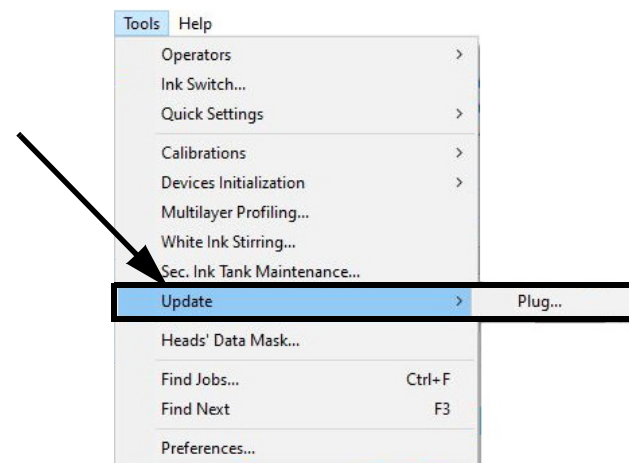 Tools Help
Operators >
Ink Switch...
Quick Settings >
Calibrations >
Devices Initialization >
Multilayer Profiling...
White Ink Stirring...
Sec. Ink Tank Maintenance...
Update > Plug...
Heads' Data Mask...
Find Jobs... Ctrl+F
Find Next F3
Preferences...